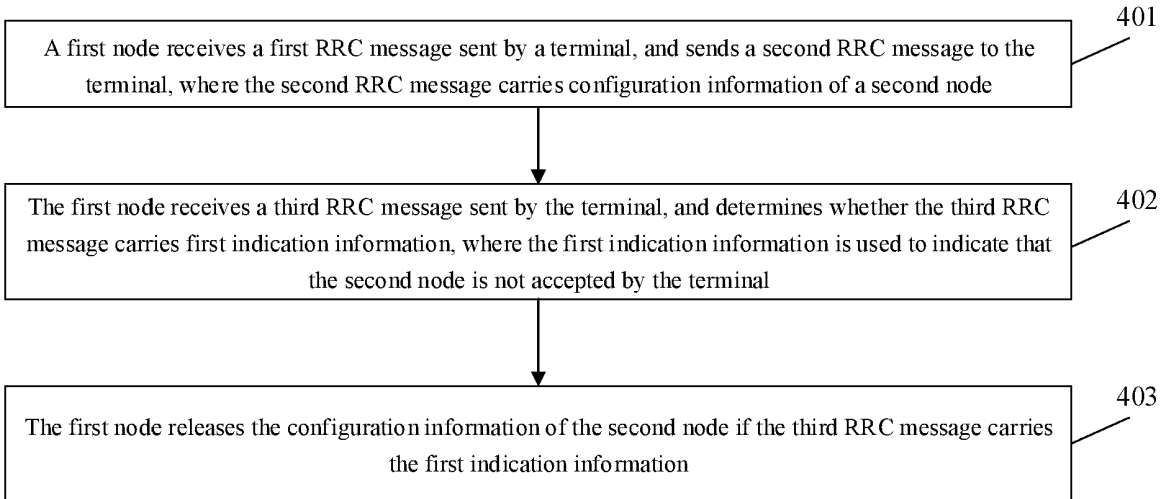 401
A first node receives a first RRC message sent by a terminal, and sends a second RRC message to the
terminal, where the second RRC message carries configuration information of a second node
402
The first node receives a third RRC message sent by the terminal, and determines whether the third RRC
message carries first indication information, where the first indication information is used to indicate that
the second node is not accepted by the terminal
403
The first node releases the configuration information of the second node if the third RRC message carries
the first indication information